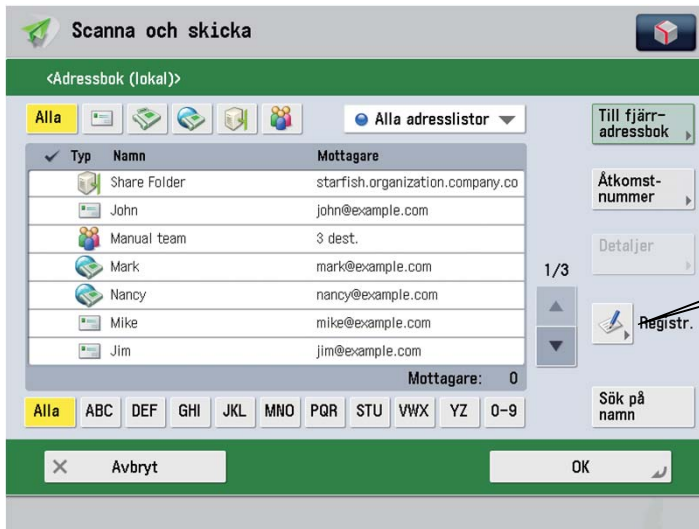 Scanna och skicka
<Adressbok (lokal)>
Alla
Alla adresslistor
Till fjärr-
adressbok
Typ Namn Mottagare
Share Folder starfish.organization.company.co
John john@example.com
Manual team 3 dest.
Mark mark@example.com
Nancy nancy@example.com
Mike mike@example.com
Jim jim@example.com
Mottagare: 0
Åtkomst-
nummer
Detaljer
1/3
Registr.
Sök på
namn
Alla ABC DEF GHI JKL MNO PQR STU VWX YZ 0-9
Avbryt
OK